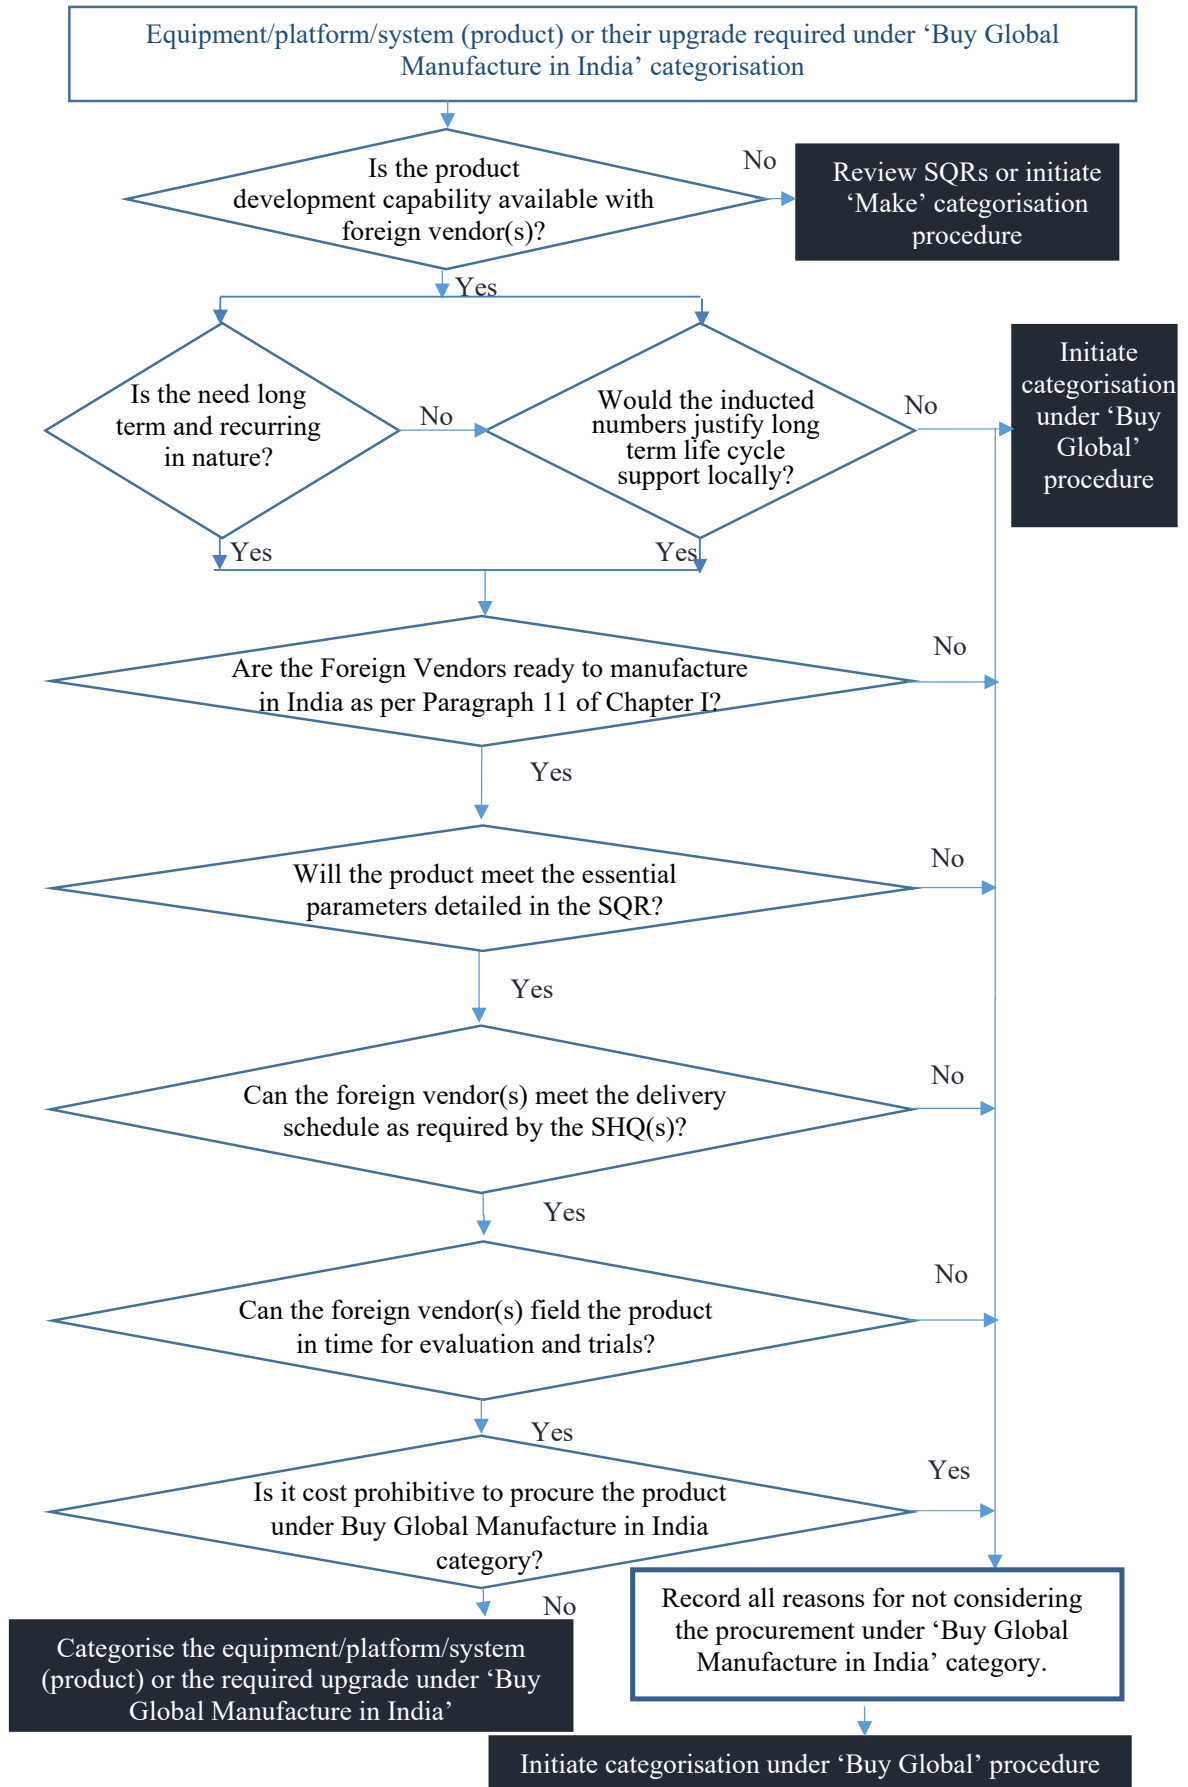 Equipment/platform/system (product) or their upgrade required under ‘Buy Global
Manufacture in India’ categorisation
Is the product
development capability available with
foreign vendor(s)?
No
Review SQRs or initiate
‘Make’ categorisation
procedure
Yes
Is the need long
term and recurring
in nature?
No
Would the inducted
numbers justify long
term life cycle
support locally?
No
Initiate
categorisation
under ‘Buy
Global’
procedure
Yes
Yes
Are the Foreign Vendors ready to manufacture
in India as per Paragraph 11 of Chapter I?
No
Yes
Will the product meet the essential
parameters detailed in the SQR?
No
Yes
Can the foreign vendor(s) meet the delivery
schedule as required by the SHQ(s)?
No
Yes
Can the foreign vendor(s) field the product
in time for evaluation and trials?
No
Yes
Is it cost prohibitive to procure the product
under Buy Global Manufacture in India
category?
Yes
No
Categorise the equipment/platform/system
(product) or the required upgrade under ‘Buy
Global Manufacture in India’
Record all reasons for not considering
the procurement under ‘Buy Global
Manufacture in India’ category.
Initiate categorisation under ‘Buy Global’ procedure